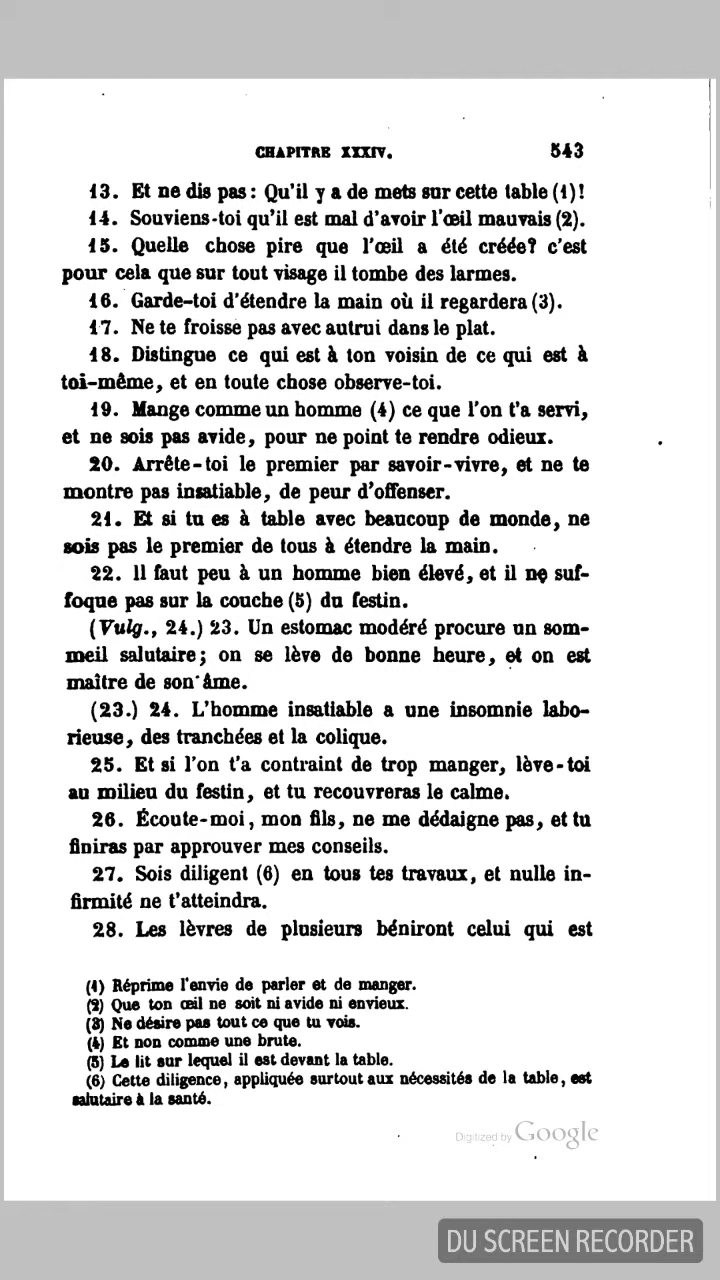 CHAPITRE XXXIV. 543
13. Et ne dis pas : Qu'il y a de mets sur cette table (1)!
14. Souviens-toi qu'il est mal d'avoir l'œil mauvais (2).
15. Quelle chose pire que l'œil a été créée? c'est
pour cela que sur tout visage il tombe des larmes.
16. Garde-toi d'étendre la main où il regardera (3).
17. Ne te froisse pas avec autrui dans le plat.
18. Distingue ce qui est à ton voisin de ce qui est à
toi-même, et en toute chose observe-toi.
19. Mange comme un homme (4) ce que l'on t'a servi,
et ne sois pas avide, pour ne point te rendre odieux.
20. Arrête-toi le premier par savoir-vivre, et ne te
montre pas insatiable, de peur d'offenser.
21. Et si tu es à table avec beaucoup de monde, ne
sois pas le premier de tous à étendre la main.
22. Il faut peu à un homme bien élevé, et il ne suf-
foque pas sur la couche (5) du festin.
(Vulg., 24.) 23. Un estomac modéré procure un som-
meil salutaire; on se lève de bonne heure, et on est
maître de son âme.
(23.) 24. L'homme insatiable a une insomnie labo-
rieuse, des tranchées et la colique.
25. Et si l'on t'a contraint de trop manger, lève-toi
au milieu du festin, et tu recouvreras le calme.
26. Écoute-moi, mon fils, ne me dédaigne pas, et tu
finiras par approuver mes conseils.
27. Sois diligent (6) en tous tes travaux, et nulle in-
firmité ne t'atteindra.
28. Les lèvres de plusieurs béniront celui qui est
(1) Réprime l'envie de parler et de manger.
(2) Que ton œil ne soit ni avide ni envieux.
(3) Ne désire pas tout ce que tu vois.
(4) Et non comme une brute.
(5) Le lit sur lequel il est devant la table.
(6) Cette diligence, appliquée surtout aux nécessités de la table, est
salutaire à la santé.
Digitized by Google
DU SCREEN RECORDER